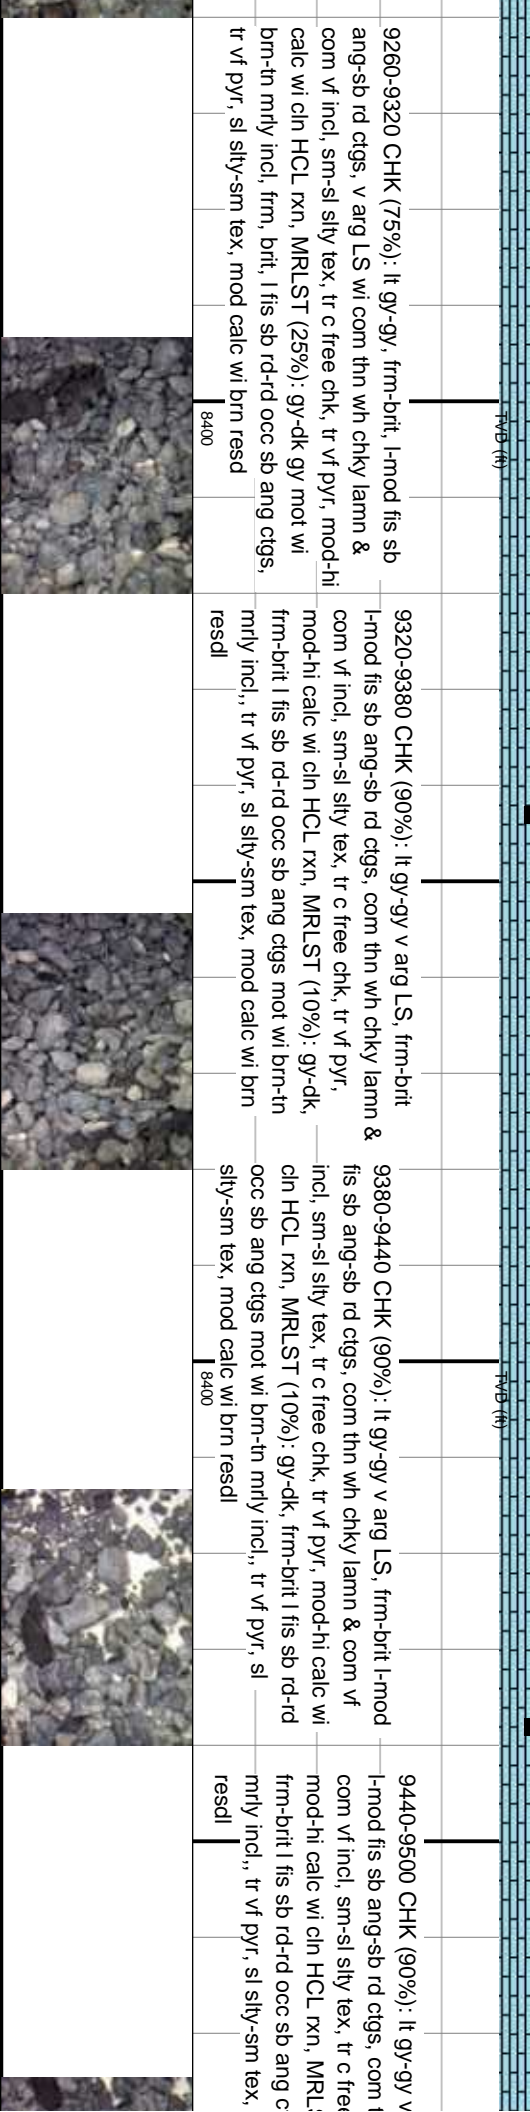 TVD (ft)
8400
9260-9320 CHK (75%): lt gy-gy, frm-brit, l-mod fis sb
ang-sb rd ctgs, v arg LS wi com thn wh chky lamn &
com vf incl, sm-sl slty tex, tr c free chk, tr vf pyr, mod-hi
calc wi cln HCL rxn, MRLST (25%): gy-dk gy mot wi
brn-tn mrly incl, frm, brit, l fis sb rd-rd occ sb ang ctgs,
tr vf pyr, sl slty-sm tex, mod calc wi brn resd
9320-9380 CHK (90%): lt gy-gy v arg LS, frm-brit
l-mod fis sb ang-sb rd ctgs, com thn wh chky lamn &
com vf incl, sm-sl slty tex, tr c free chk, tr vf pyr,
mod-hi calc wi cln HCL rxn, MRLST (10%): gy-dk,
frm-brit l fis sb rd-rd occ sb ang ctgs mot wi brn-tn
mrly incl,, tr vf pyr, sl slty-sm tex, mod calc wi brn
resdl
TVD (ft)
8400
9380-9440 CHK (90%): lt gy-gy v arg LS, frm-brit l-mod
fis sb ang-sb rd ctgs, com thn wh chky lamn & com vf
incl, sm-sl slty tex, tr c free chk, tr vf pyr, mod-hi calc wi
cln HCL rxn, MRLST (10%): gy-dk, frm-brit l fis sb rd-rd
occ sb ang ctgs mot wi brn-tn mrly incl,, tr vf pyr, sl
slty-sm tex, mod calc wi brn resdl
9440-9500 CHK (90%): lt gy-gy v
l-mod fis sb ang-sb rd ctgs, com t
com vf incl, sm-sl slty tex, tr c free
mod-hi calc wi cln HCL rxn, MRLS
frm-brit l fis sb rd-rd occ sb ang c
mrly incl,, tr vf pyr, sl slty-sm tex,
resdl